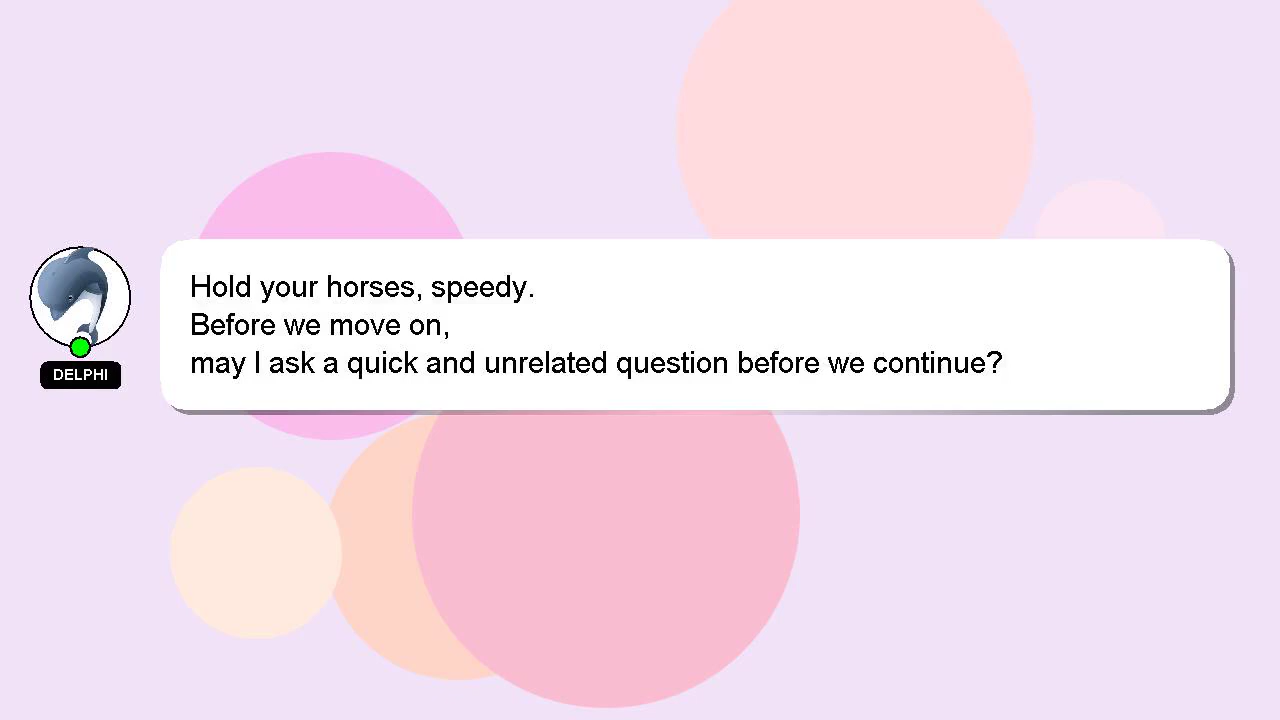 Hold your horses, speedy.
Before we move on,
may I ask a quick and unrelated question before we continue?
DELPHI